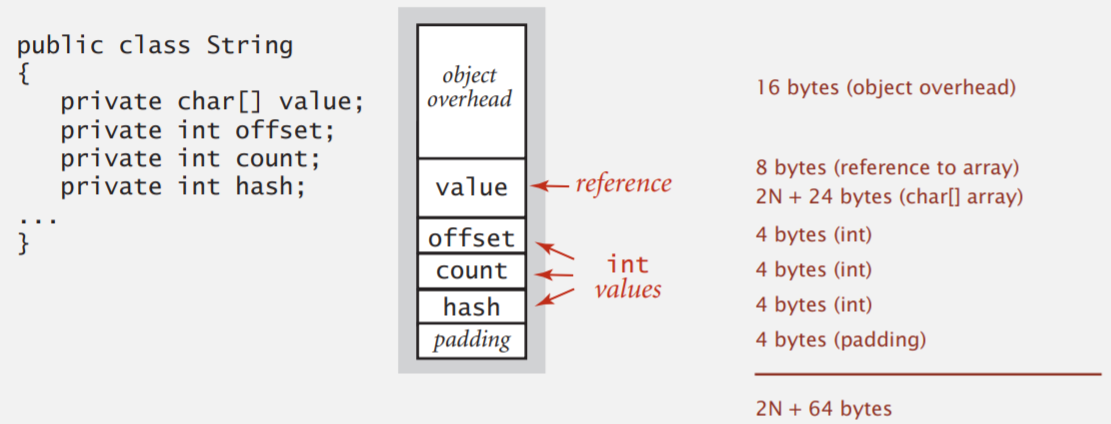 public class String
{
private char[] value;
private int offset;
private int count;
private int hash;
...
}
object
overhead
value
offset
count
hash
padding
reference
int
values
16 bytes (object overhead)
8 bytes (reference to array)
2N + 24 bytes (char[] array)
4 bytes (int)
4 bytes (int)
4 bytes (int)
4 bytes (padding)
2N + 64 bytes